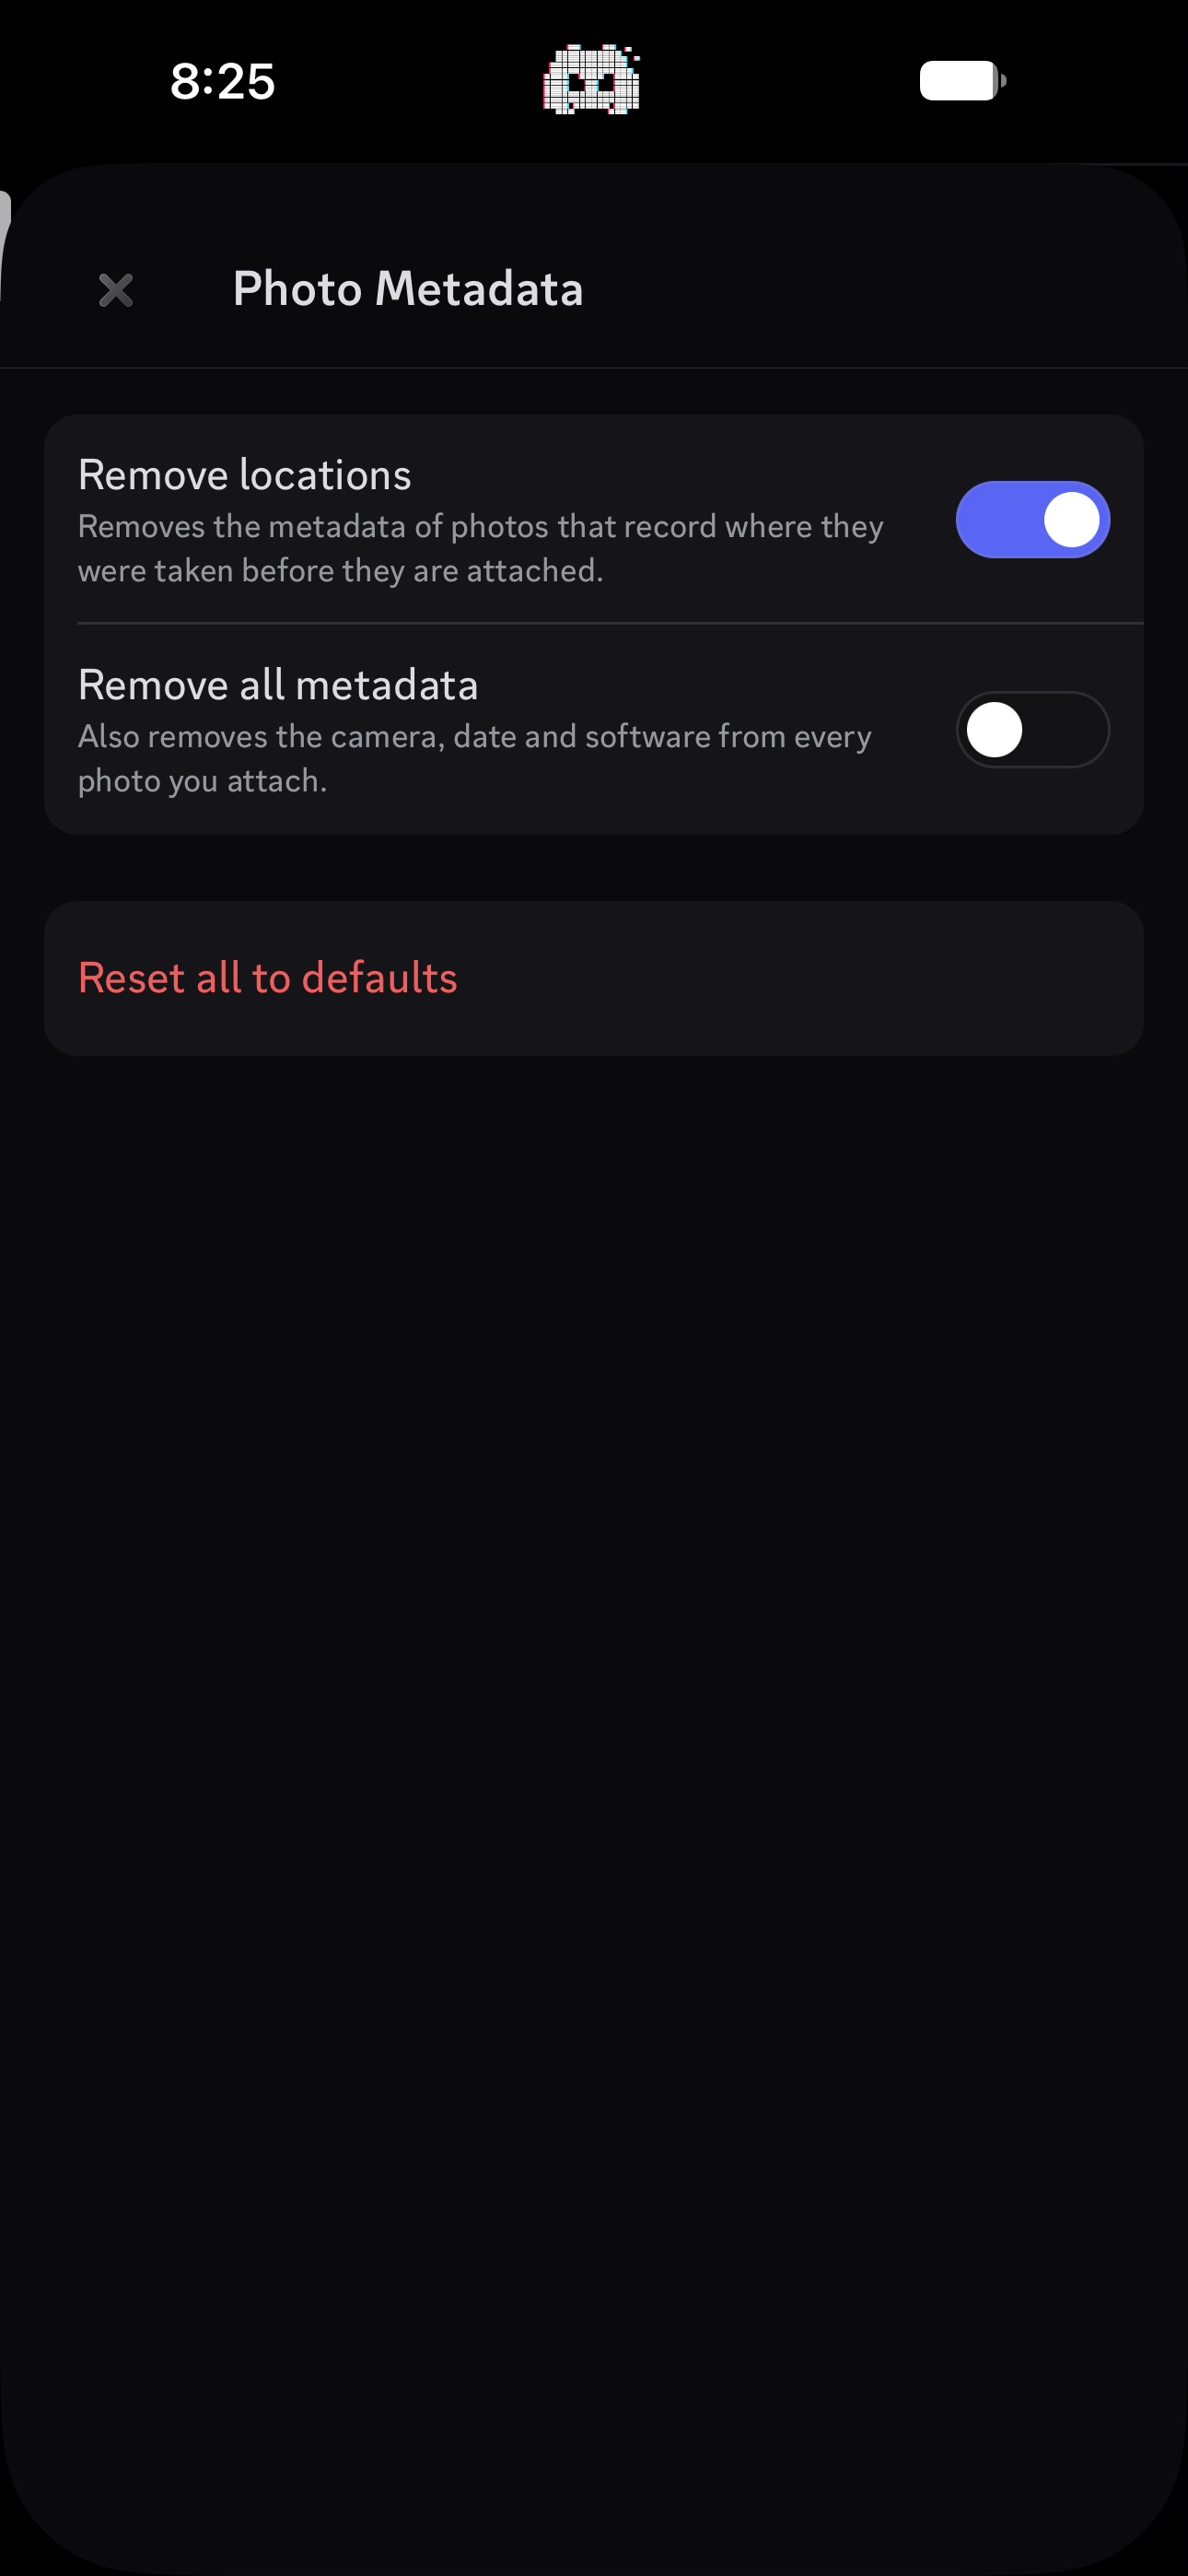 8:25
Photo Metadata
Remove locations
Removes the metadata of photos that record where they
were taken before they are attached.
Remove all metadata
Also removes the camera, date and software from every
photo you attach.
Reset all to defaults